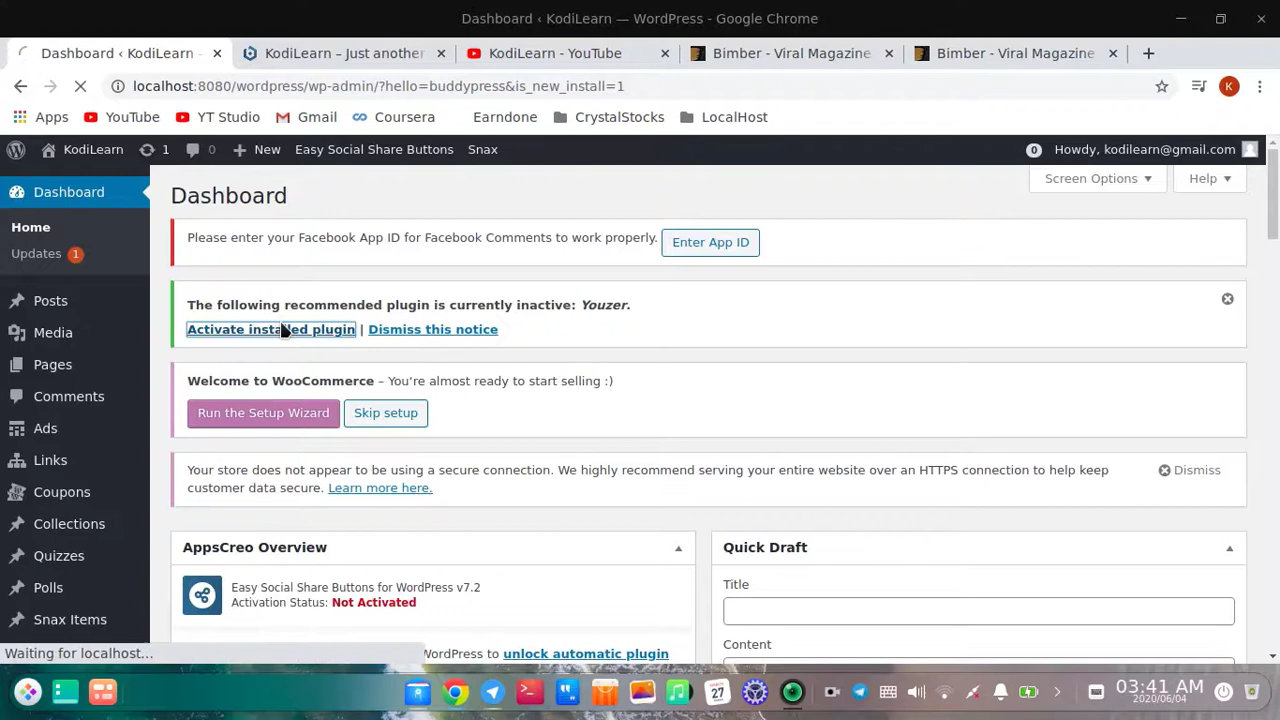 Dashboard ‹ KodiLearn — WordPress - Google Chrome
Dashboard ‹ KodiLearn –
KodiLearn – Just another
KodiLearn - YouTube
Bimber - Viral Magazine
Bimber - Viral Magazine
localhost:8080/wordpress/wp-admin/?hello=buddypress&is_new_install=1
K
Apps YouTube YT Studio Gmail Coursera Earndone CrystalStocks LocalHost
KodiLearn 1 0 New Easy Social Share Buttons Snax 0 Howdy, kodilearn@gmail.com
Screen Options Help
Dashboard
Home
Updates 1
Posts
Media
Pages
Comments
Ads
Links
Coupons
Collections
Quizzes
Polls
Snax Items
Dashboard
Please enter your Facebook App ID for Facebook Comments to work properly. Enter App ID
The following recommended plugin is currently inactive: Youzer.
Activate installed plugin | Dismiss this notice
Welcome to WooCommerce – You're almost ready to start selling :)
Run the Setup Wizard Skip setup
Your store does not appear to be using a secure connection. We highly recommend serving your entire website over an HTTPS connection to help keep
customer data secure. Learn more here.
Dismiss
AppsCreo Overview
Easy Social Share Buttons for WordPress v7.2
Activation Status: Not Activated
WordPress to unlock automatic plugin
Quick Draft
Title
Content
Waiting for localhost...
27
03:41 AM
2020/06/04